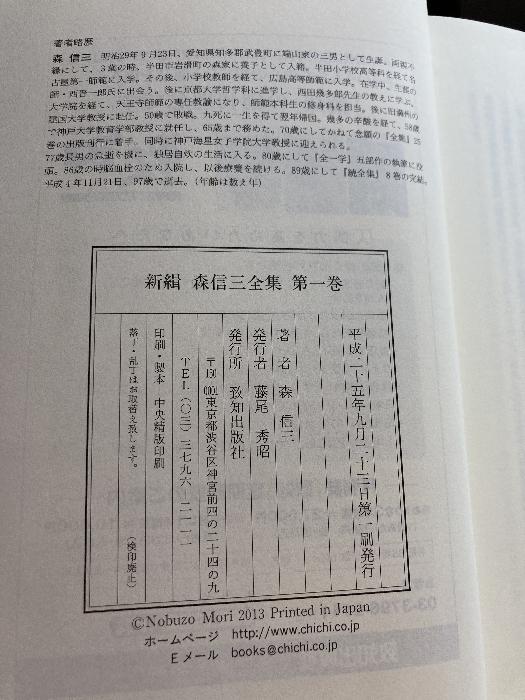 著者略歴
森 信三 明治29年9月23日、愛知県知多郡武豊町に端山家の三男として生誕。両親不
縁にして、3歳の時、半田市岩滑町の森家に養子として入籍。半田小学校高等科を経て名
古屋第一師範に入学。その後、小学校教師を経て、広島高等師範に入学。在学中、生涯の
師・西晋一郎氏に出会う。後に京都大学哲学科に進学し、西田幾多郎先生の教えに学ぶ。
大学院を経て、天王寺師範の専任教諭になり、師範本科生の修身科を担当。後に旧満州の
建国大学教授に赴任。50歳で敗戦。九死に一生を得て翌年帰国。幾多の辛酸を経て、58歳
で神戸大学教育学部教授に就任し、65歳まで務めた。70歳にしてかねて念願の『全集』25
巻の出版刊行に着手。同時に神戸海星女子学院大学教授に迎えられる。
77歳長男の急逝を機に、独居自炊の生活に入る。80歳にして『全一学』五部作の執筆に没
頭。86歳の時脳血栓のため入院し、以後療養を続ける。89歳にして『続全集』8巻の完結。
平成4年11月21日、97歳で逝去。（年齢は数え年）
新緝 森信三全集 第一巻
平成二十五年九月二十三日第一刷発行
著者 森 信三
発行者 藤尾 秀昭
発行所 致知出版社
〒150-0001東京都渋谷区神宮前四の二十四の九
TEL（〇三）三七九六―二一一一
印刷・製本 中央精版印刷
落丁・乱丁はお取替え致します。
（検印廃止）
©Nobuzo Mori 2013 Printed in Japan
ホームページ http://www.chichi.co.jp
Eメール books@chichi.co.jp